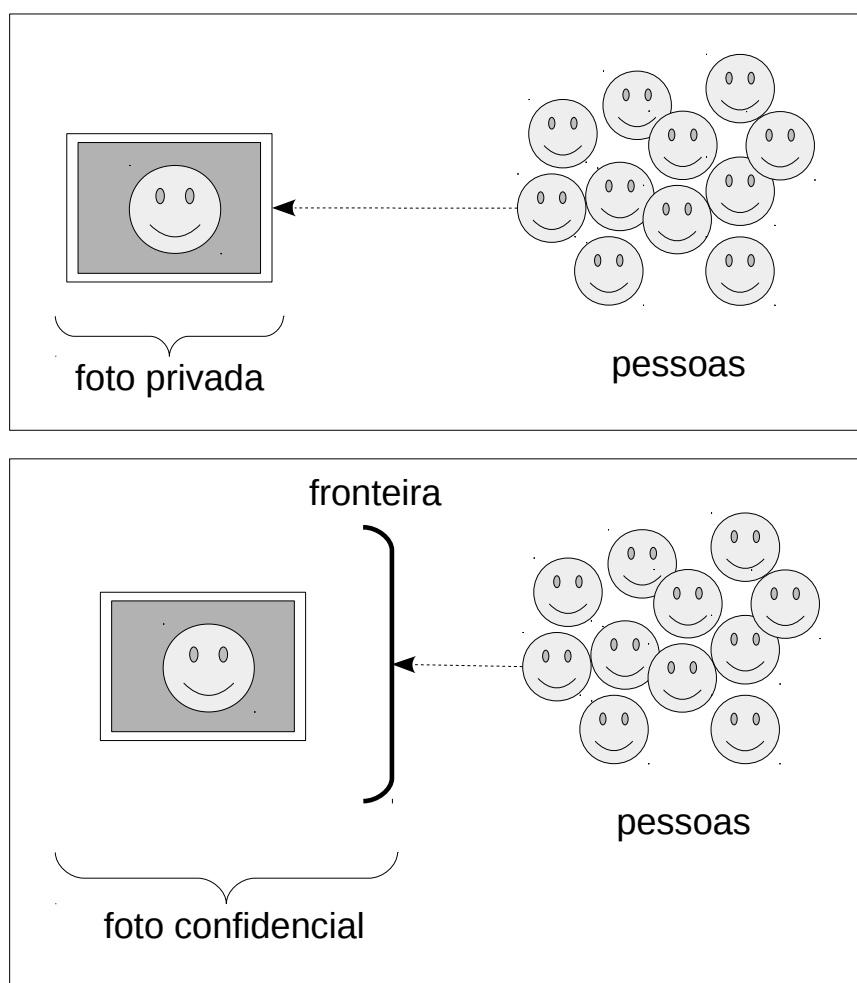 foto privada
pessoas
fronteira
pessoas
foto confidencial